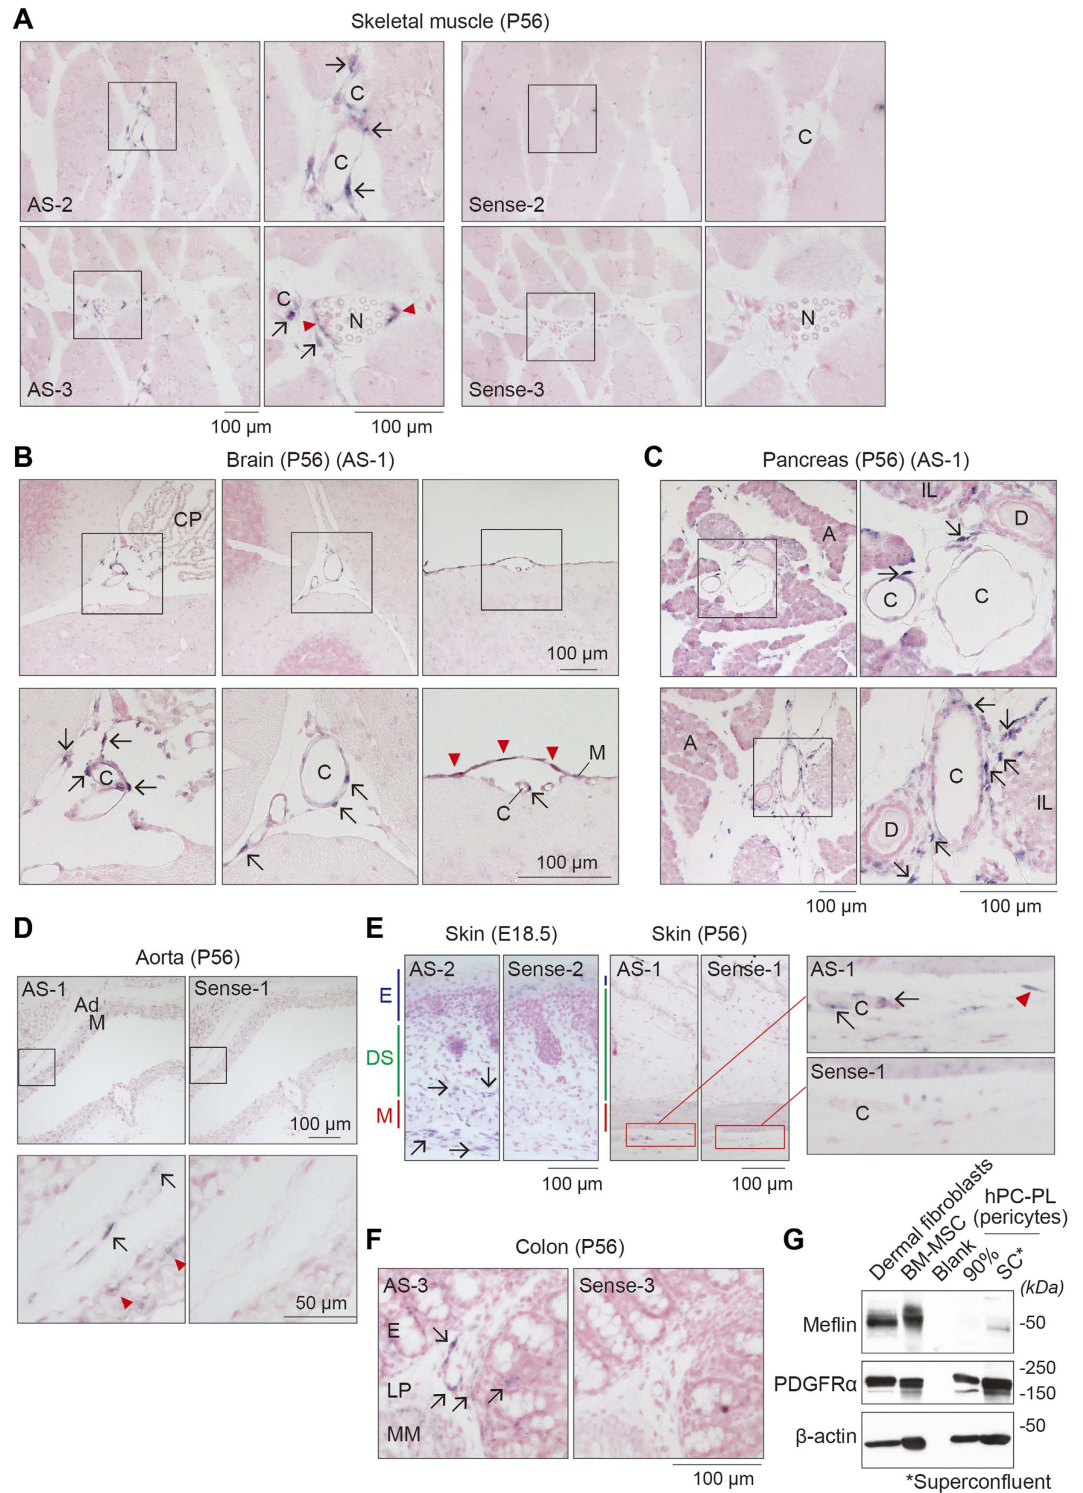 A
Skeletal muscle (P56)
C
C
AS-2
Sense-2
C
C
N
AS-3
Sense-3
N
100 µm
100 µm
B
Brain (P56) (AS-1)
CP
100 µm
C
C
M
C
100 µm
C
Pancreas (P56) (AS-1)
A
IL
D
C
C
A
C
D
IL
100 µm
100 µm
D
Aorta (P56)
AS-1
Ad
M
Sense-1
100 µm
50 µm
E
Skin (E18.5)
Skin (P56)
AS-2
Sense-2
AS-1
Sense-1
E
DS
M
100 µm
100 µm
AS-1
C
Sense-1
C
F
Colon (P56)
AS-3
Sense-3
E
LP
MM
100 µm
G
Dermal fibroblasts
BM-MSC
Blank
90%
SC*
hPC-PL
(pericytes)
(kDa)
Meflin
-50
PDGFRα
-250
-150
β-actin
-50
*Superconfluent